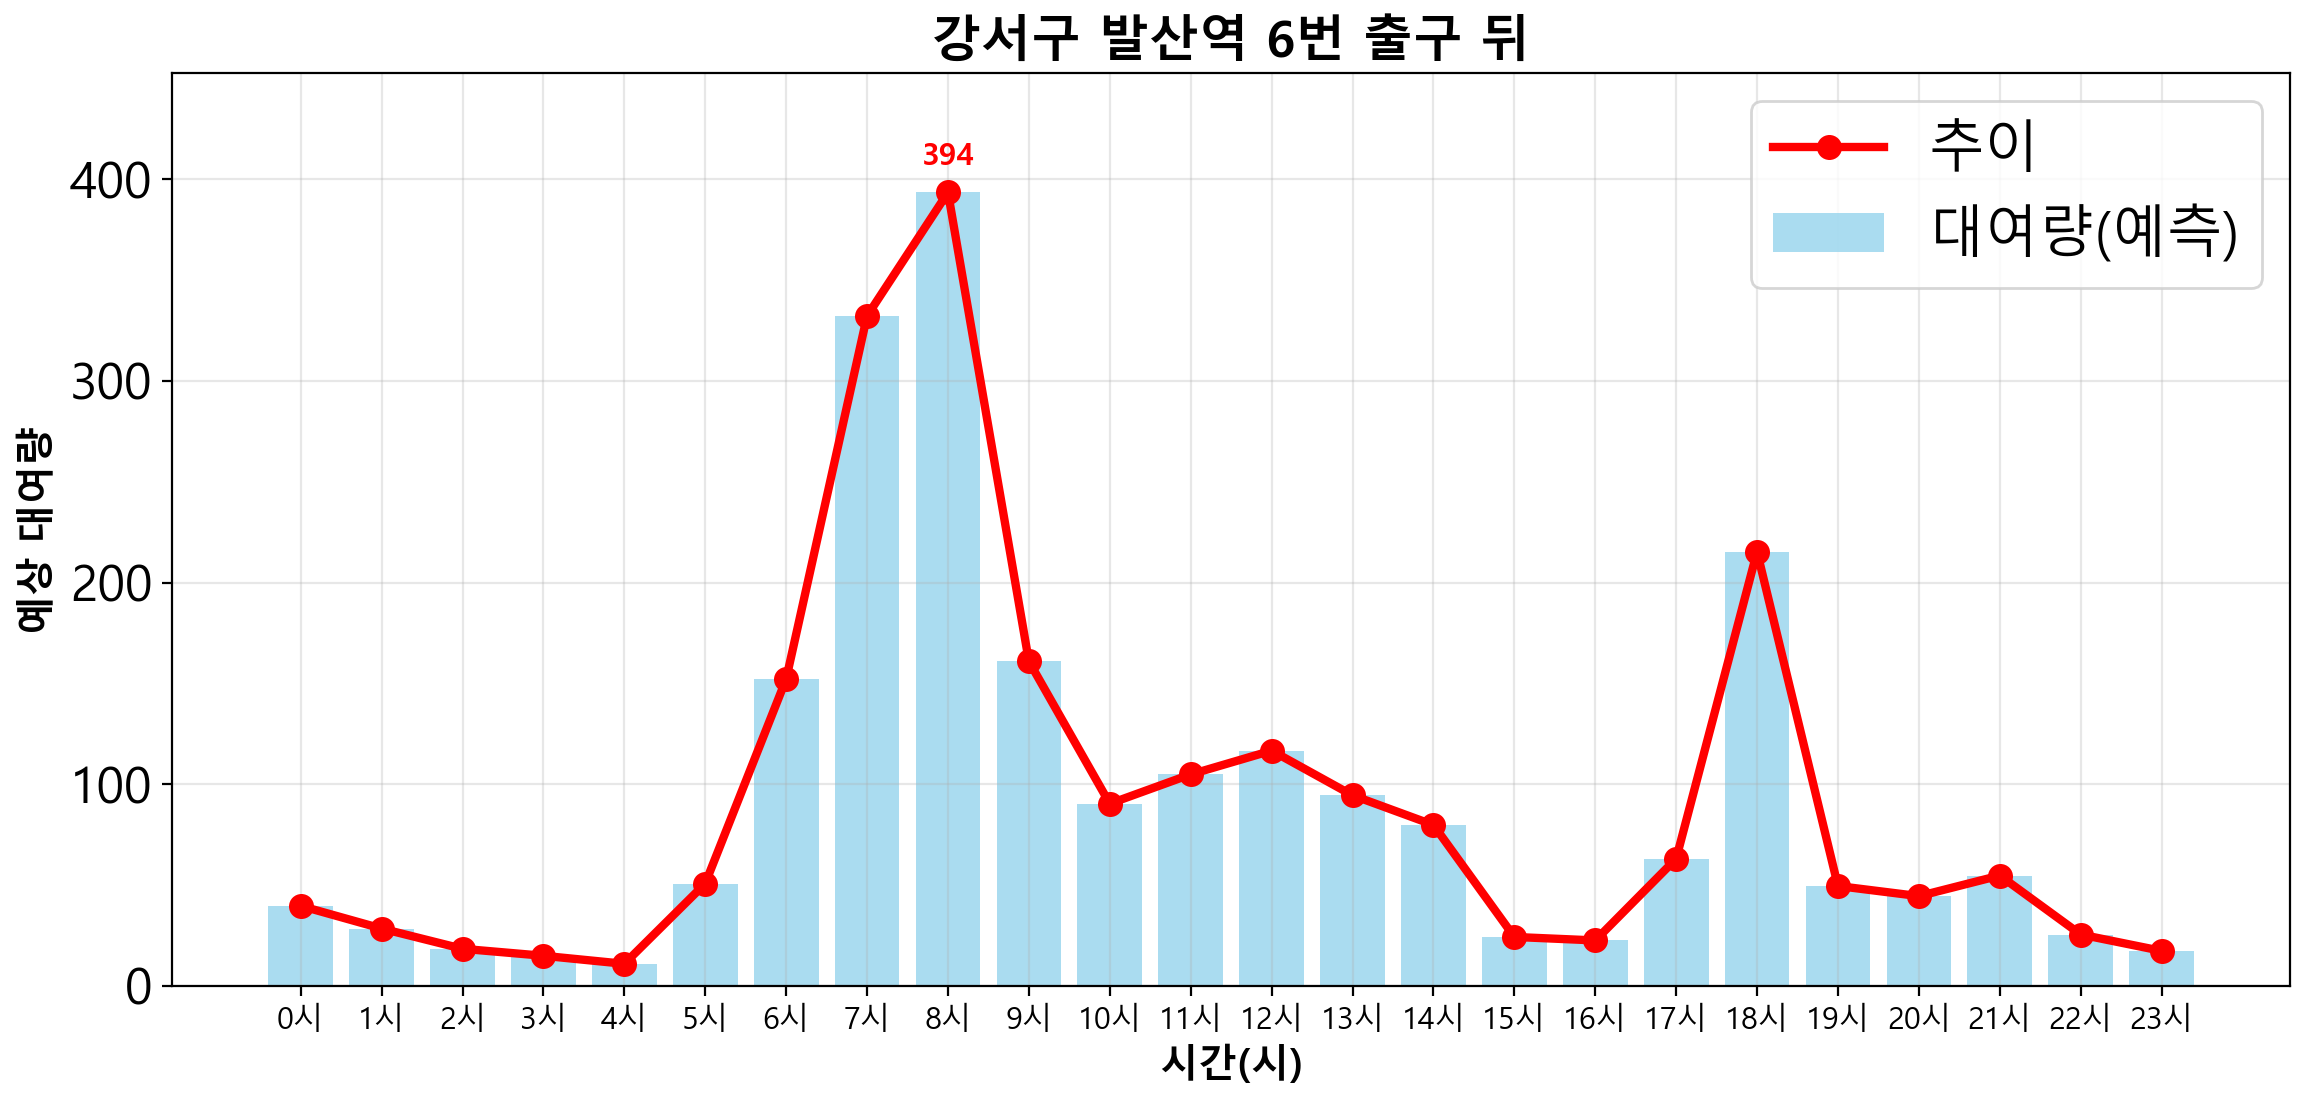 강서구 발산역 6번 출구 뒤
394
추이
대여량(예측)
예상 대여량
400
300
200
100
0
0시 1시 2시 3시 4시 5시 6시 7시 8시 9시 10시 11시 12시 13시 14시 15시 16시 17시 18시 19시 20시 21시 22시 23시
시간(시)